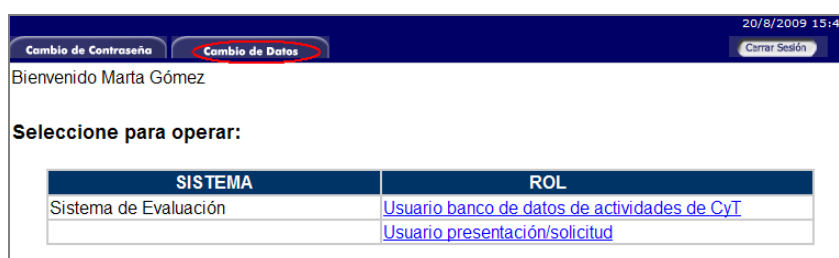 20/8/2009 15:4
Cambio de Contraseña Cambio de Datos Cerrar Sesión
Bienvenido Marta Gómez
Seleccione para operar:
SISTEMA ROL
Sistema de Evaluación Usuario banco de datos de actividades de CyT
Usuario presentación/solicitud